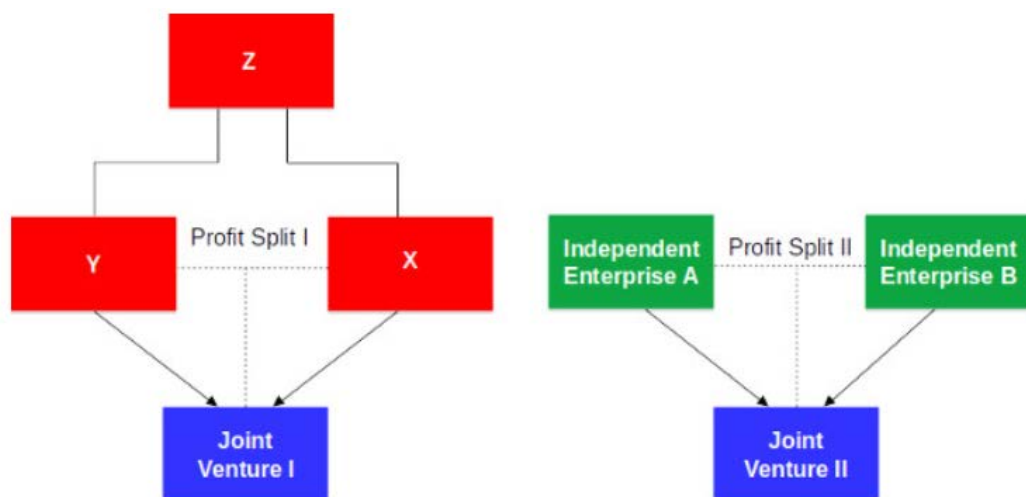 Z
Y
Profit Split I
X
Joint
Venture I
Independent
Enterprise A
Profit Split II
Independent
Enterprise B
Joint
Venture II